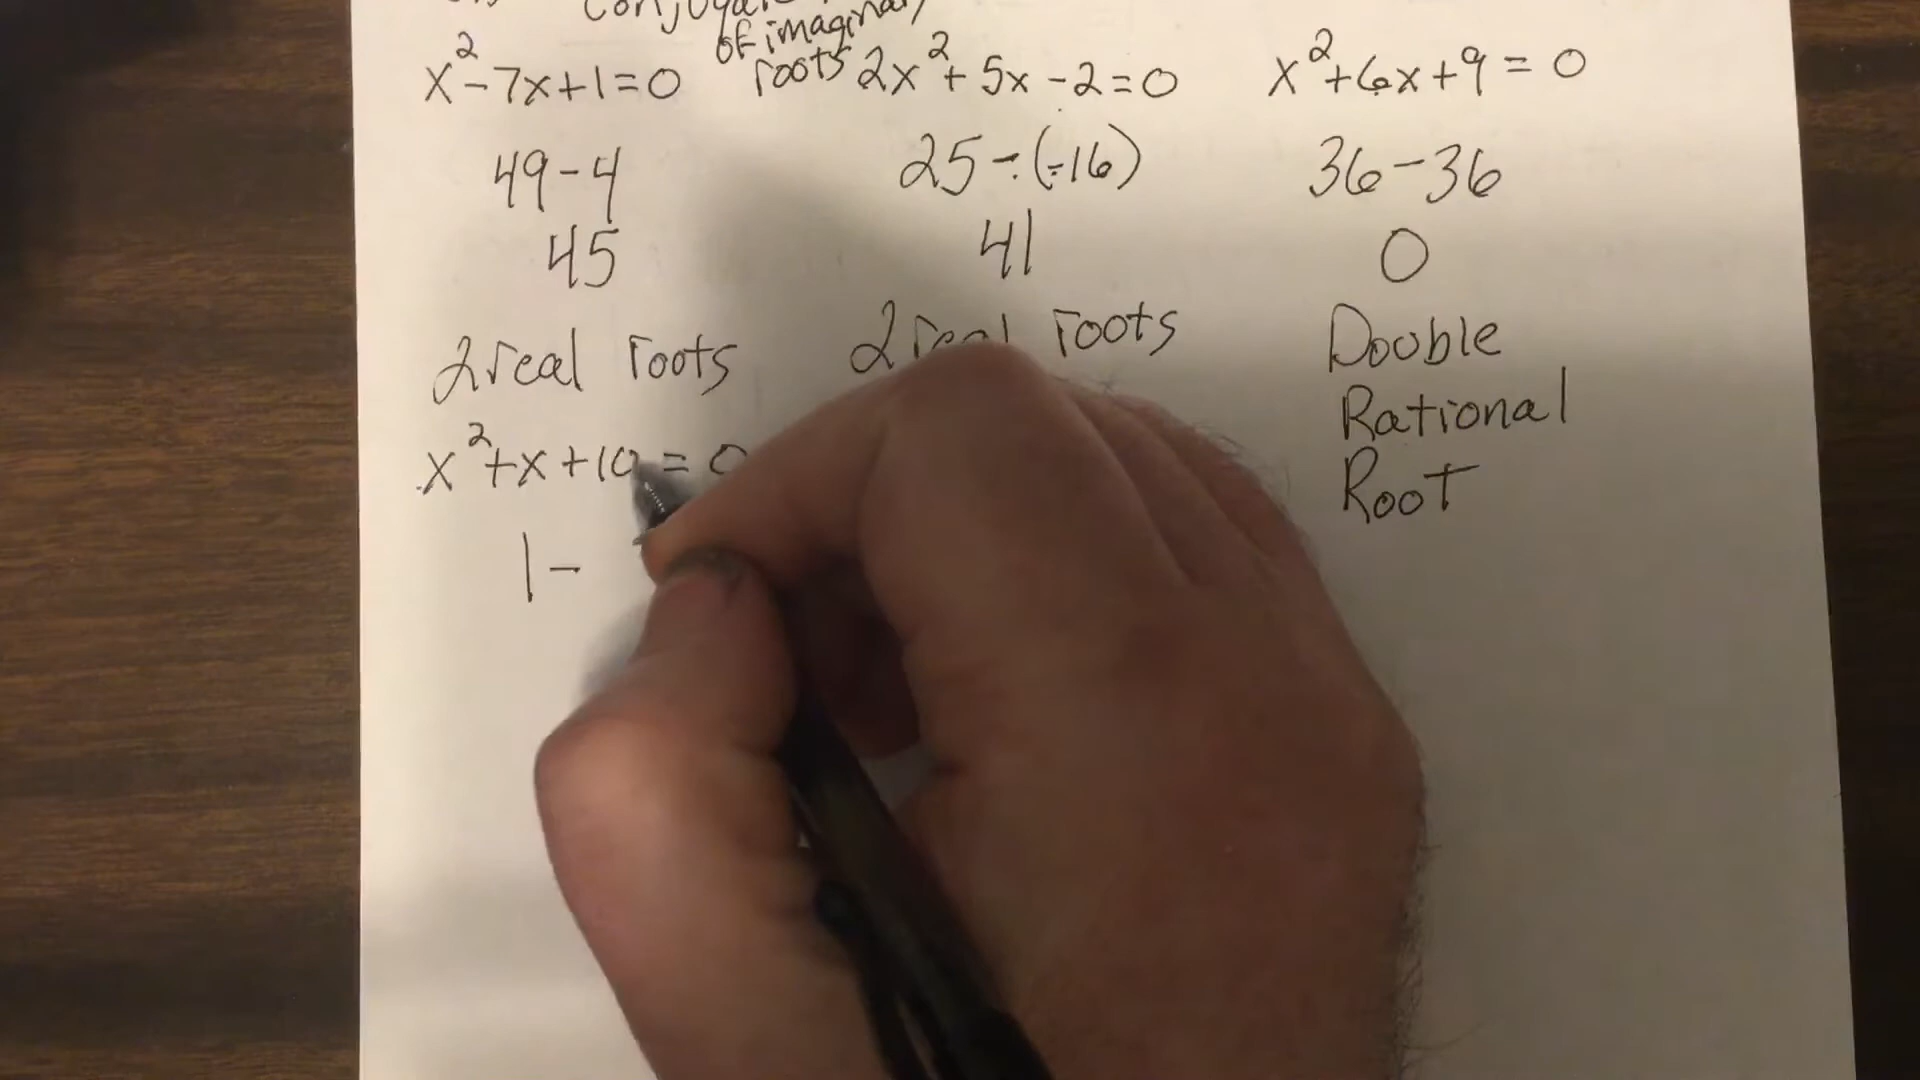 Conjugate
of imaginary
roots
x²-7x+1=0
49-4
45
2 real roots
2x²+5x-2=0
25-(-16)
41
2 real roots
x²+6x+9=0
36-36
0
Double
Rational
Root
x²+x+10=0
1-